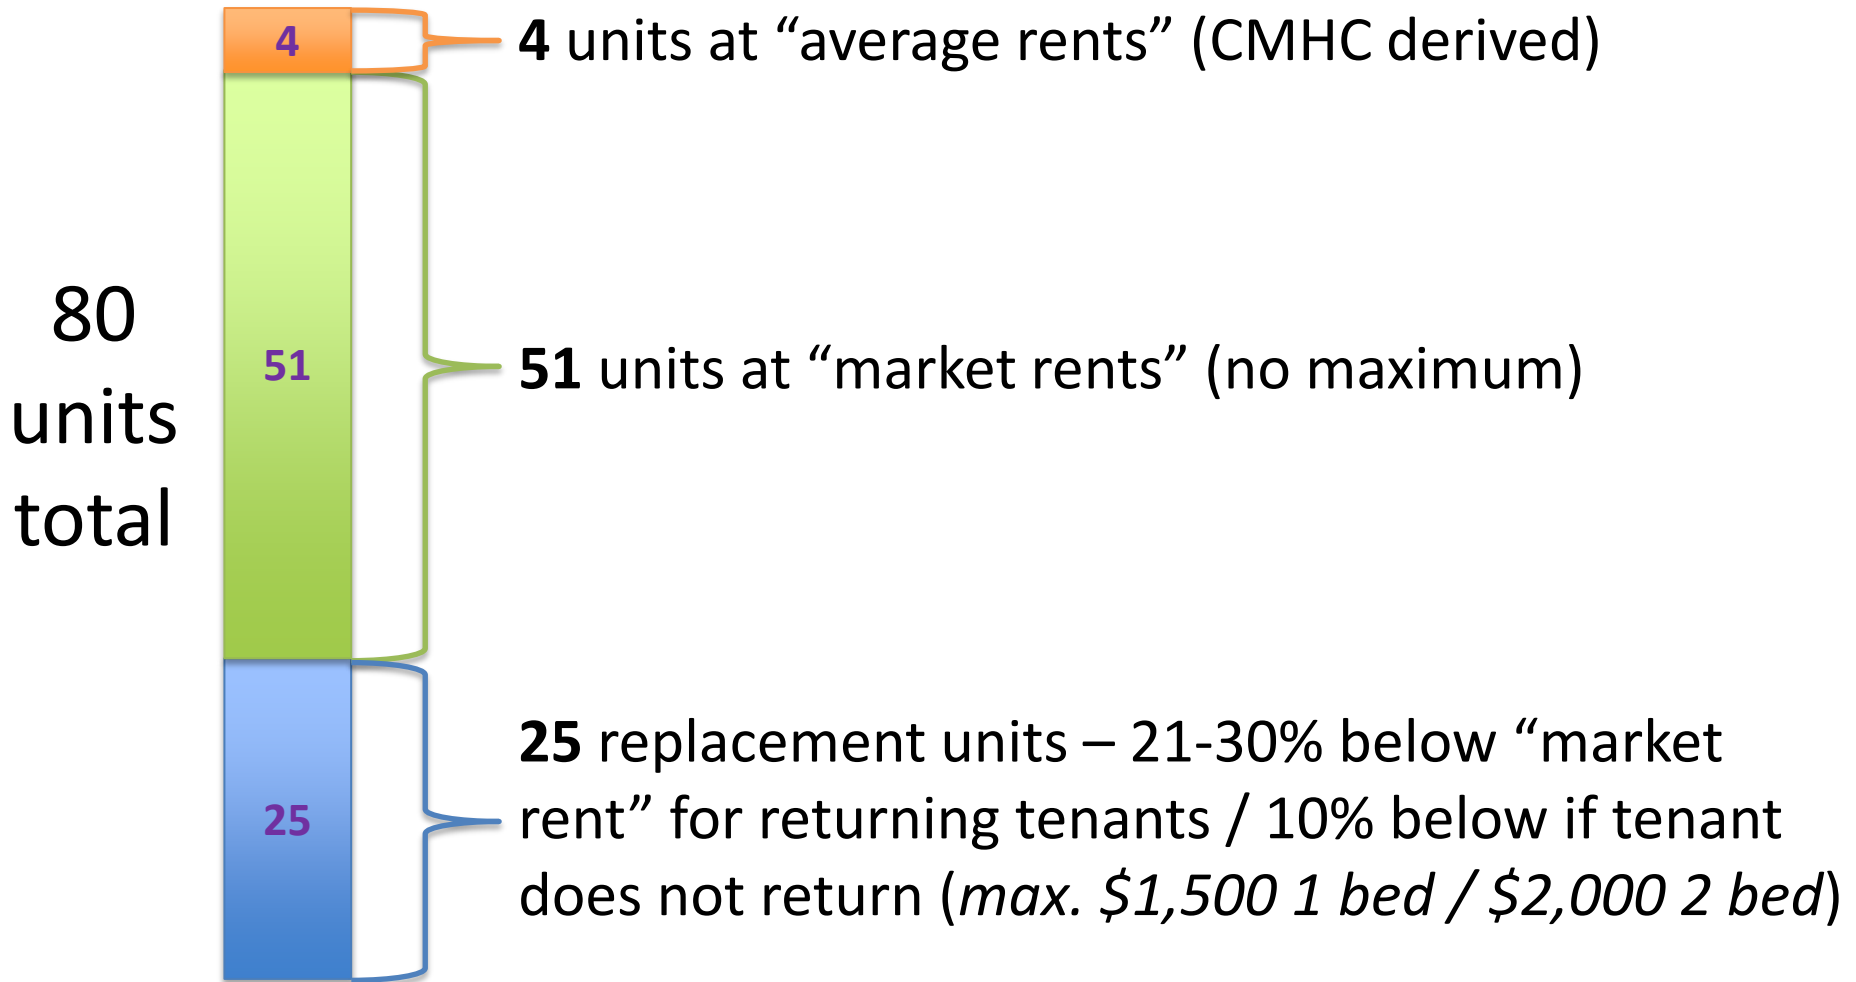 80
units
total
4
51
25
4 units at “average rents” (CMHC derived)
51 units at “market rents” (no maximum)
25 replacement units – 21-30% below “market
rent” for returning tenants / 10% below if tenant
does not return (max. $1,500 1 bed / $2,000 2 bed)